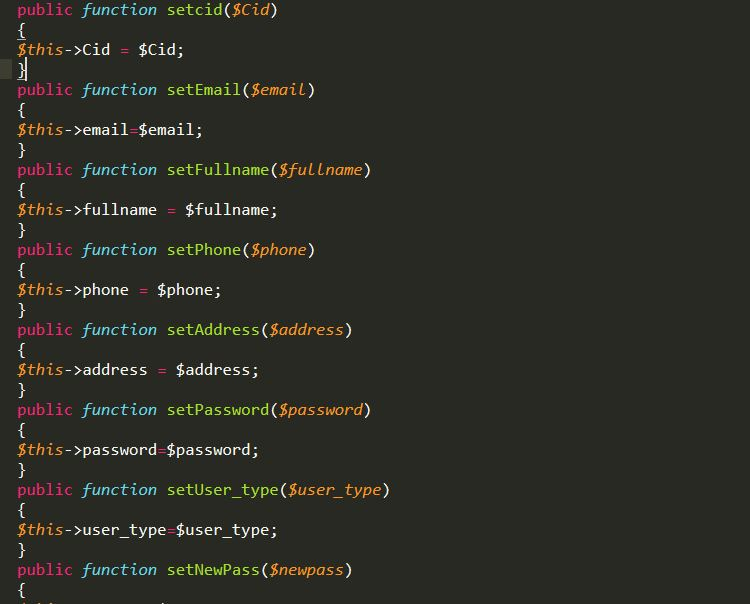 public function setcid($Cid)
{
$this->Cid = $Cid;
}
public function setEmail($email)
{
$this->email=$email;
}
public function setFullname($fullname)
{
$this->fullname = $fullname;
}
public function setPhone($phone)
{
$this->phone = $phone;
}
public function setAddress($address)
{
$this->address = $address;
}
public function setPassword($password)
{
$this->password=$password;
}
public function setUser_type($user_type)
{
$this->user_type=$user_type;
}
public function setNewPass($newpass)
{